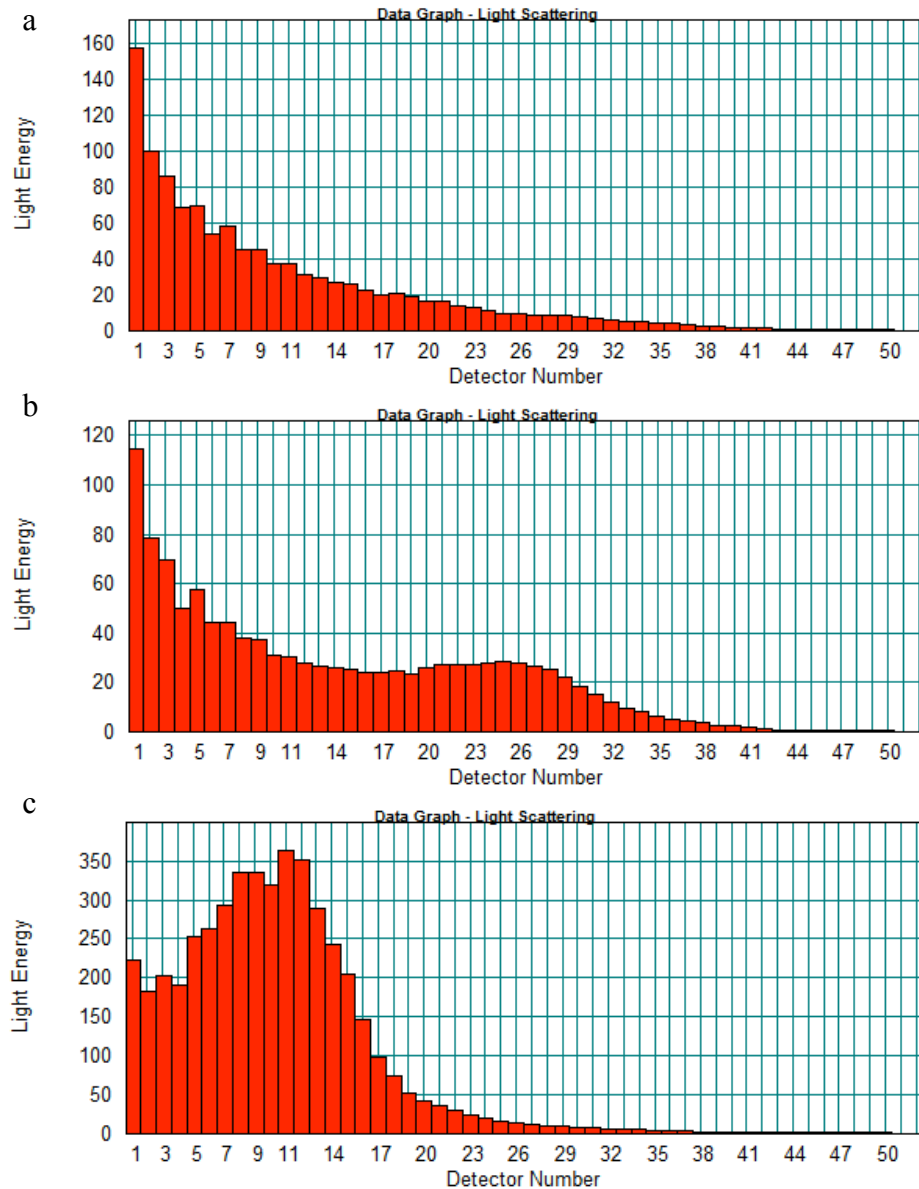 a
Data Graph - Light Scattering
160
140
120
100
80
60
40
20
0
Light Energy
1 3 5 7 9 11 14 17 20 23 26 29 32 35 38 41 44 47 50
Detector Number
b
Data Graph - Light Scattering
120
100
80
60
40
20
0
Light Energy
1 3 5 7 9 11 14 17 20 23 26 29 32 35 38 41 44 47 50
Detector Number
c
Data Graph - Light Scattering
350
300
250
200
150
100
50
0
Light Energy
1 3 5 7 9 11 14 17 20 23 26 29 32 35 38 41 44 47 50
Detector Number